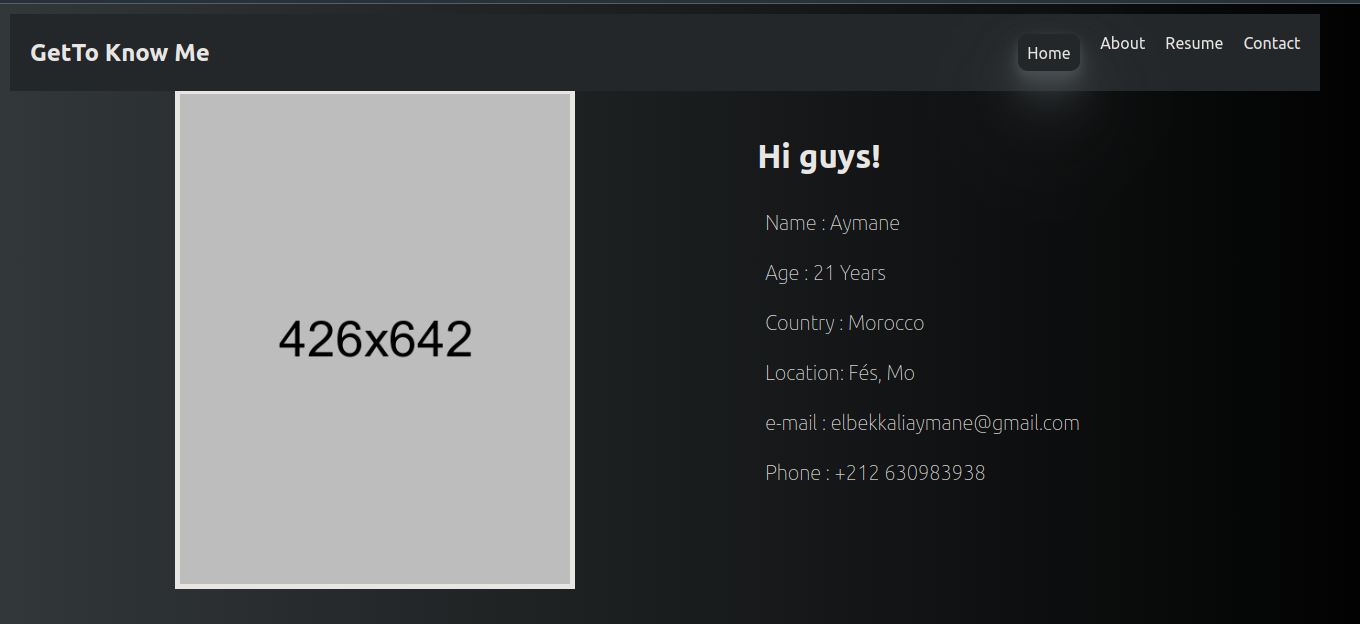 GetTo Know Me
Home About Resume Contact
426x642
Hi guys!
Name : Aymane
Age : 21 Years
Country : Morocco
Location: Fés, Mo
e-mail : elbekkaliaymane@gmail.com
Phone : +212 630983938